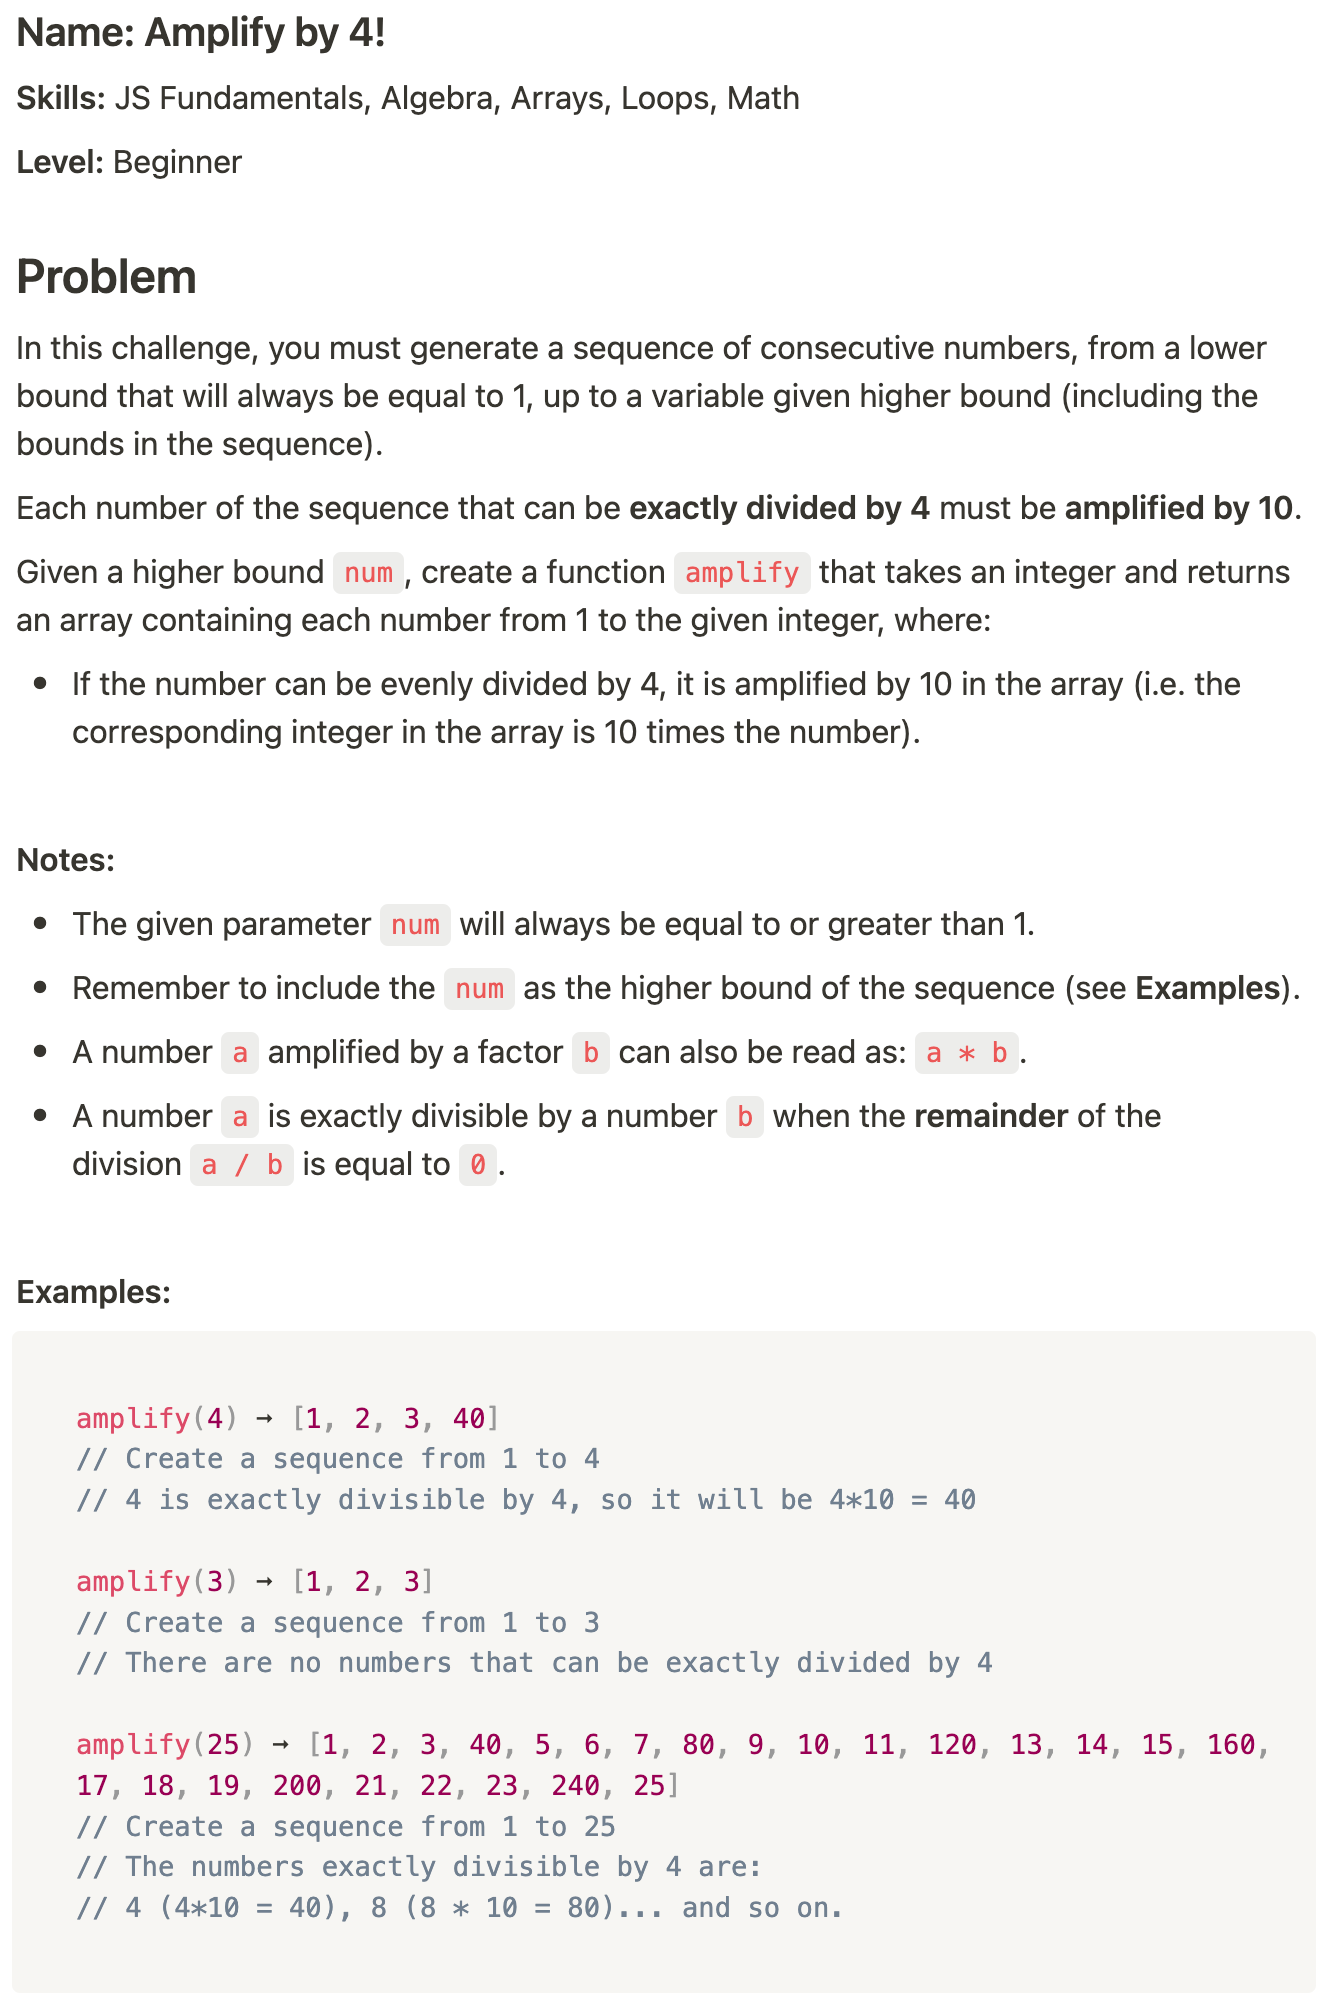 Name: Amplify by 4!
Skills: JS Fundamentals, Algebra, Arrays, Loops, Math
Level: Beginner
Problem
In this challenge, you must generate a sequence of consecutive numbers, from a lower
bound that will always be equal to 1, up to a variable given higher bound (including the
bounds in the sequence).
Each number of the sequence that can be exactly divided by 4 must be amplified by 10.
Given a higher bound num, create a function amplify that takes an integer and returns
an array containing each number from 1 to the given integer, where:
• If the number can be evenly divided by 4, it is amplified by 10 in the array (i.e. the
corresponding integer in the array is 10 times the number).
Notes:
• The given parameter num will always be equal to or greater than 1.
• Remember to include the num as the higher bound of the sequence (see Examples).
• A number a amplified by a factor b can also be read as: a * b.
• A number a is exactly divisible by a number b when the remainder of the
division a / b is equal to 0.
Examples:
amplify(4) → [1, 2, 3, 40]
// Create a sequence from 1 to 4
// 4 is exactly divisible by 4, so it will be 4*10 = 40
amplify(3) → [1, 2, 3]
// Create a sequence from 1 to 3
// There are no numbers that can be exactly divided by 4
amplify(25) → [1, 2, 3, 40, 5, 6, 7, 80, 9, 10, 11, 120, 13, 14, 15, 160,
17, 18, 19, 200, 21, 22, 23, 240, 25]
// Create a sequence from 1 to 25
// The numbers exactly divisible by 4 are:
// 4 (4*10 = 40), 8 (8 * 10 = 80)... and so on.